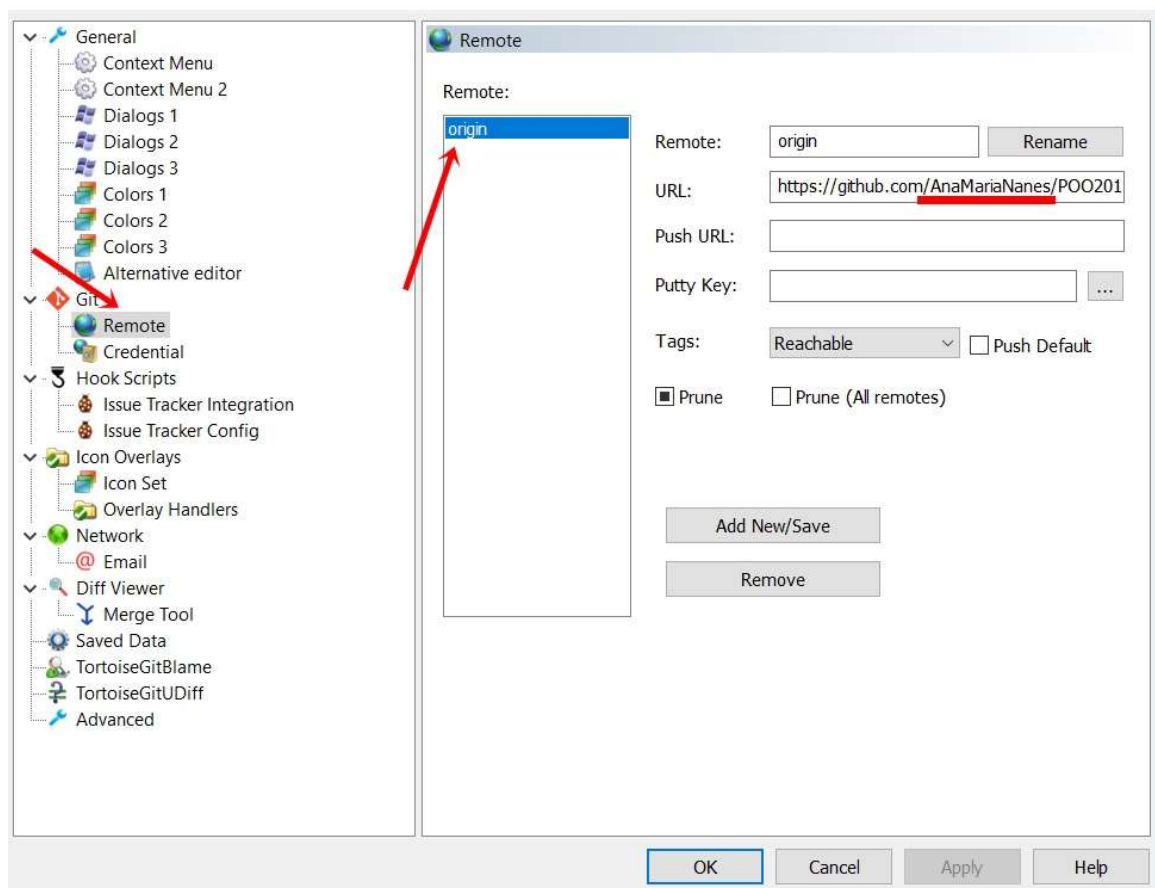 General
Context Menu
Context Menu 2
Dialogs 1
Dialogs 2
Dialogs 3
Colors 1
Colors 2
Colors 3
Alternative editor
Git
Remote
Credential
Hook Scripts
Issue Tracker Integration
Issue Tracker Config
Icon Overlays
Icon Set
Overlay Handlers
Network
Email
Diff Viewer
Merge Tool
Saved Data
TortoiseGitBlame
TortoiseGitUDiff
Advanced
Remote
Remote:
origin
Remote: origin Rename
URL: https://github.com/AnaMariaNanes/POO201
Push URL:
Putty Key: ...
Tags: Reachable Push Default
Prune Prune (All remotes)
Add New/Save
Remove
OK Cancel Apply Help